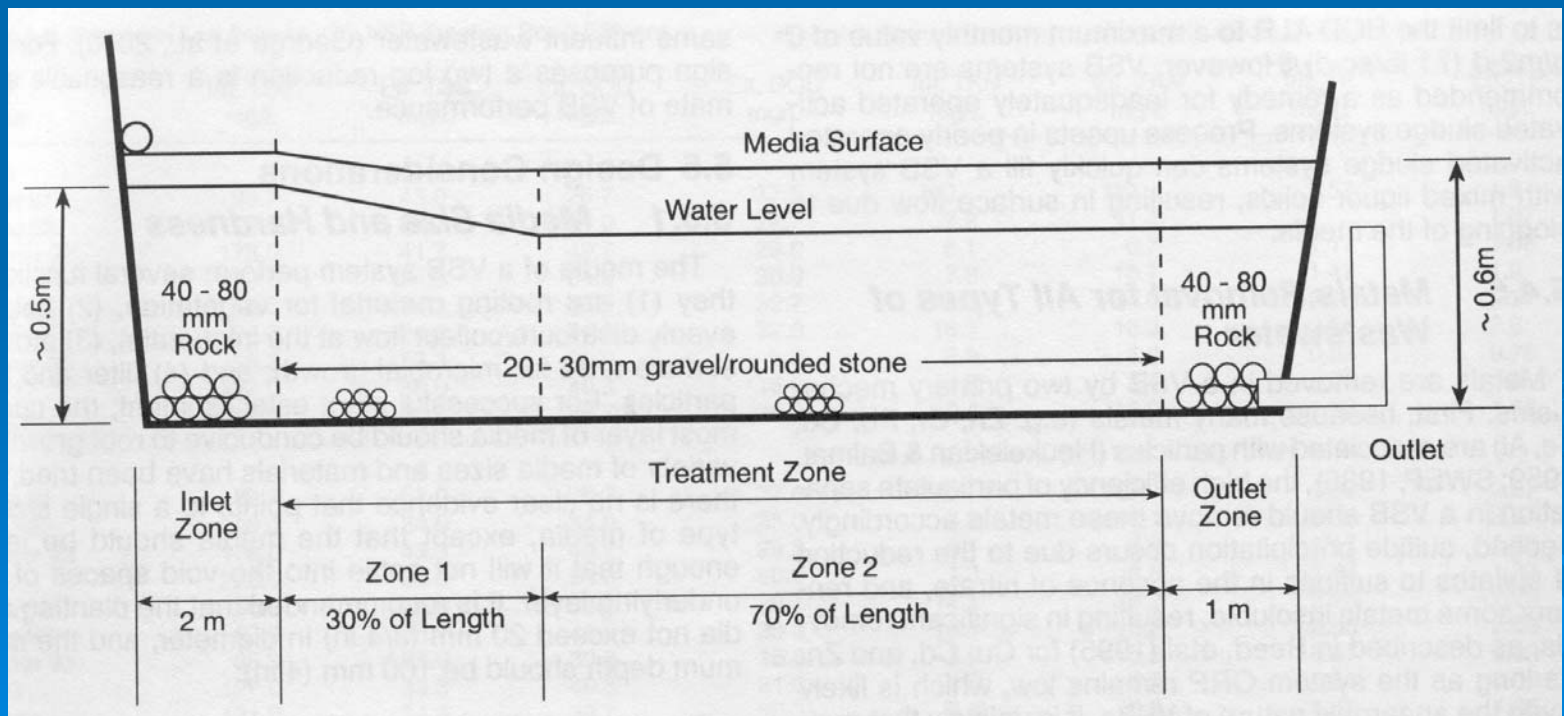 Media Surface
Water Level
~ 0.5m
40 - 80
mm
Rock
20 - 30mm gravel/rounded stone
40 - 80
mm
Rock
~ 0.6m
Outlet
Inlet
Zone
Treatment Zone
Outlet
Zone
Zone 1
Zone 2
2 m
30% of Length
70% of Length
1 m